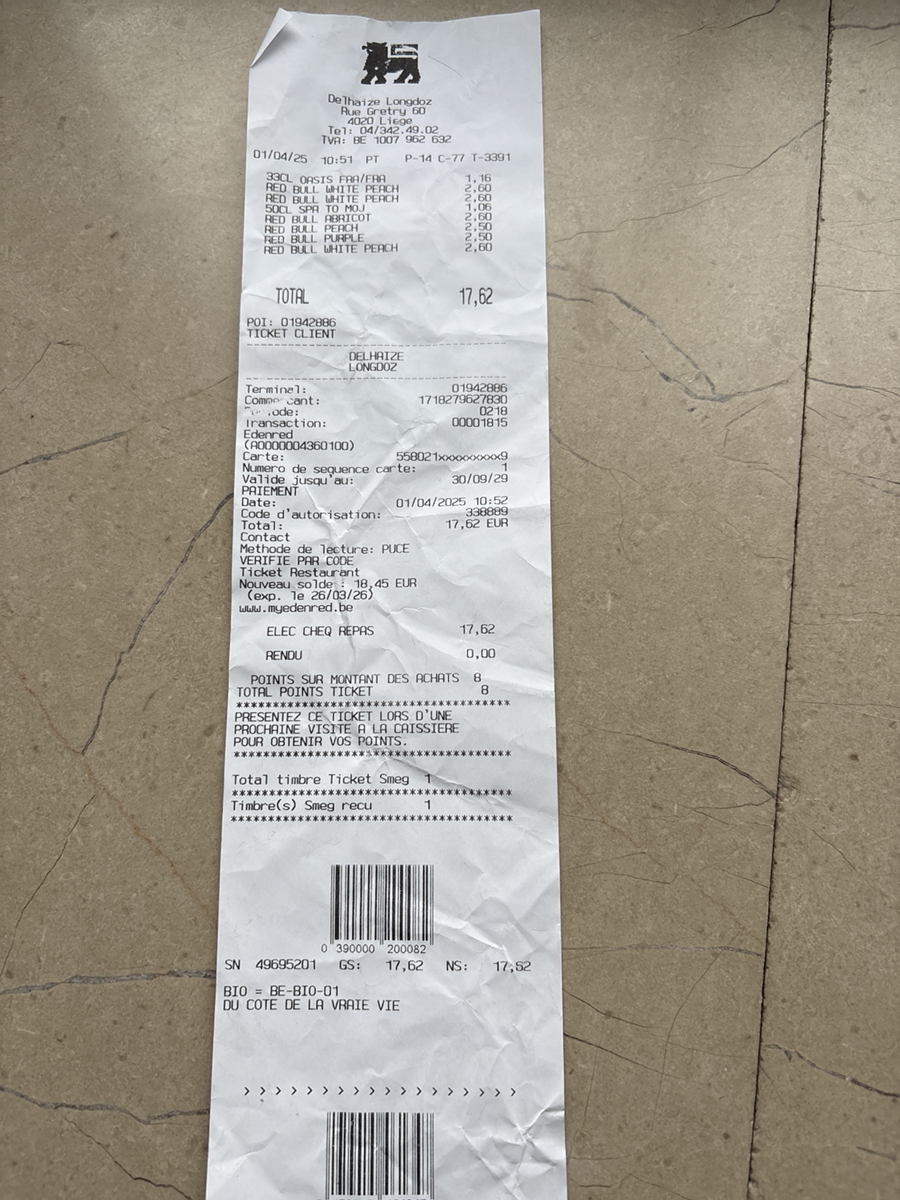 Delhaize Longdoz
Rue Gretry 60
4020 Liege
Tel: 04/342.49.02
TVA: BE 1007 962 632
01/04/25 10:51 PT P-14 C-77 T-3391
33CL OASIS FRA/FRA 1,16
RED BULL WHITE PEACH 2,60
RED BULL WHITE PEACH 2,60
50CL SPA TO MOJ 1,06
RED BULL ABRICOT 2,60
RED BULL PEACH 2,50
RED BULL PURPLE 2,50
RED BULL WHITE PEACH 2,60
TOTAL 17,62
POI: 01942886
TICKET CLIENT
DELHAIZE
LONGDOZ
Terminal: 01942886
1718279627830
0218
Transaction: 00001815
Edenred
(A0000004360100)
Carte: 558021xxxxxxxxx9
Numero de sequence carte: 1
Valide jusqu'au: 30/09/29
PAIEMENT
Date: 01/04/2025 10:52
Code d'autorisation: 338889
Total: 17,62 EUR
Contact
Methode de lecture: PUCE
VERIFIE PAR CODE
Ticket Restaurant
Nouveau solde : 18,45 EUR
(exp. le 26/03/26)
www.myedenred.be
ELEC CHEQ REPAS 17,62
RENDU 0,00
POINTS SUR MONTANT DES ACHATS 8
TOTAL POINTS TICKET 8
***********************************
PRESENTEZ CE TICKET LORS D'UNE
PROCHAINE VISITE A LA CAISSIERE
POUR OBTENIR VOS POINTS.
***********************************
Total timbre Ticket Smeg 1
***********************************
Timbre(s) Smeg recu 1
***********************************
0 390000 200082
SN 49695201 GS: 17,62 NS: 17,62
BIO = BE-BIO-01
DU COTE DE LA VRAIE VIE
> > > > > > > > > > > > > > > > > >